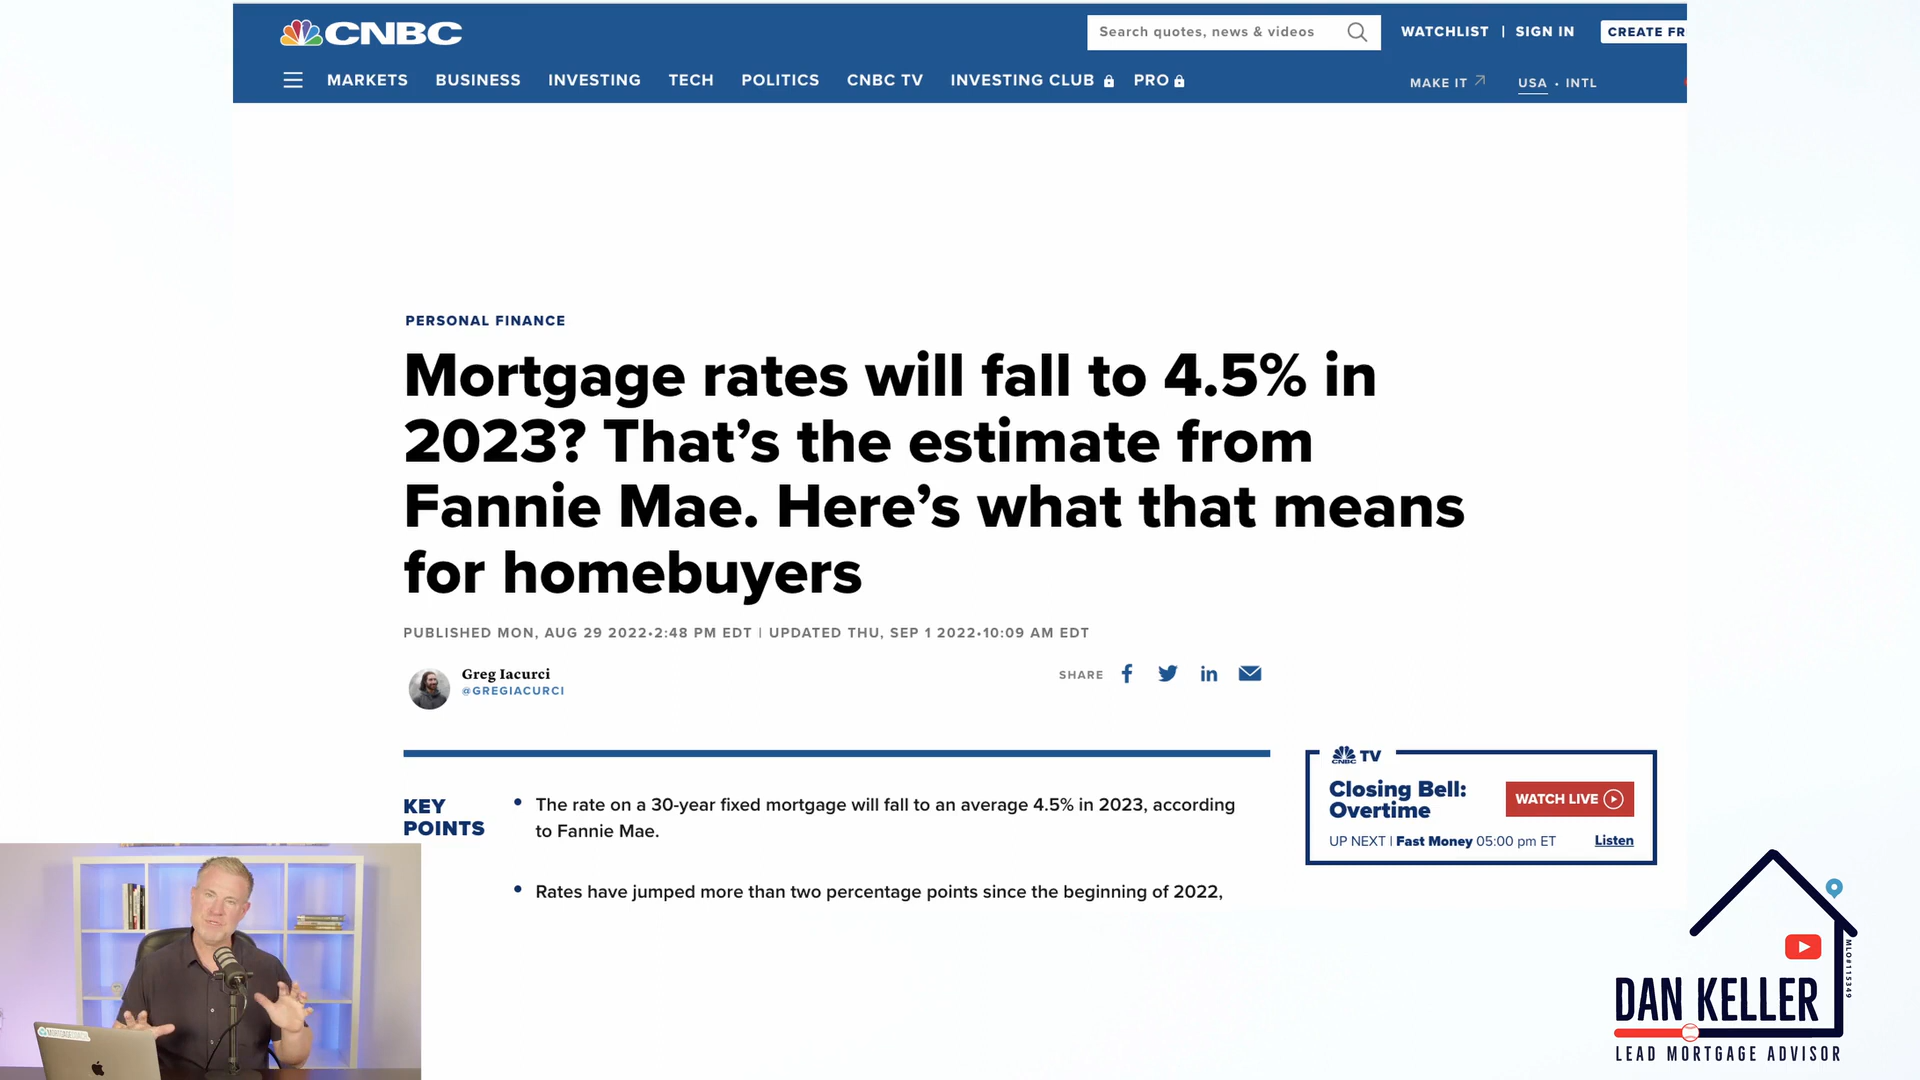 CNBC
Search quotes, news & videos
WATCHLIST | SIGN IN
CREATE FR
MARKETS BUSINESS INVESTING TECH POLITICS CNBC TV INVESTING CLUB PRO
MAKE IT USA • INTL
PERSONAL FINANCE
Mortgage rates will fall to 4.5% in
2023? That’s the estimate from
Fannie Mae. Here’s what that means
for homebuyers
PUBLISHED MON, AUG 29 2022•2:48 PM EDT | UPDATED THU, SEP 1 2022•10:09 AM EDT
Greg Iacurci
@GREGIACURCI
SHARE
KEY
POINTS
• The rate on a 30-year fixed mortgage will fall to an average 4.5% in 2023, according
to Fannie Mae.
• Rates have jumped more than two percentage points since the beginning of 2022,
CNBC TV
Closing Bell:
Overtime
WATCH LIVE
UP NEXT | Fast Money 05:00 pm ET
Listen
MLO#115349
DAN KELLER
LEAD MORTGAGE ADVISOR